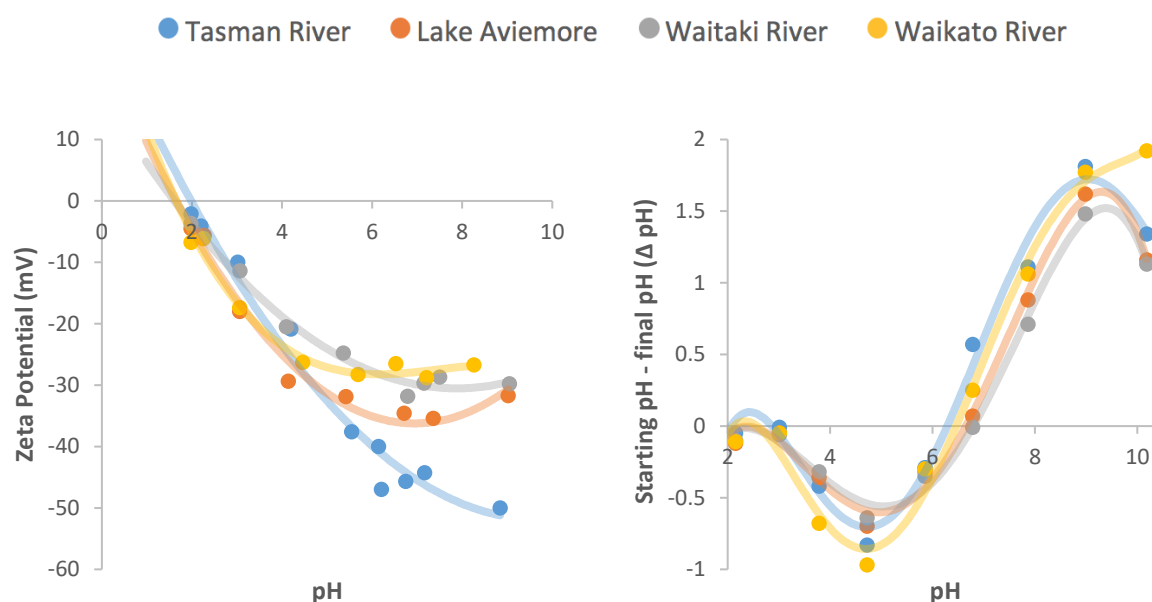 Tasman River Lake Aviemore Waitaki River Waikato River
Zeta Potential (mV)
10
0
-10
-20
-30
-40
-50
-60
0 2 4 6 8 10
pH
Starting pH - final pH (Δ pH)
2
1.5
1
0.5
0
-0.5
-1
2 4 6 8 10
pH